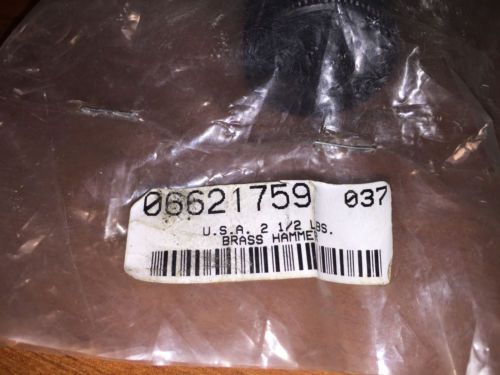 06621759 037
U.S.A. 2 1/2 LBS.
BRASS HAMMER